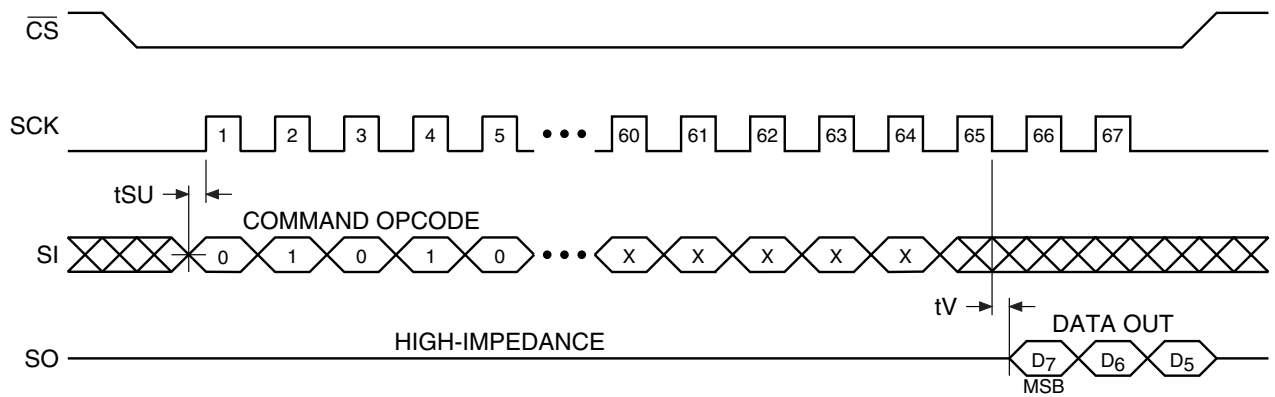 CS
SCK 1 2 3 4 5 60 61 62 63 64 65 66 67
tSU
COMMAND OPCODE
SI 0 1 0 1 0 X X X X X
tV
DATA OUT
HIGH-IMPEDANCE
SO D7 D6 D5
MSB